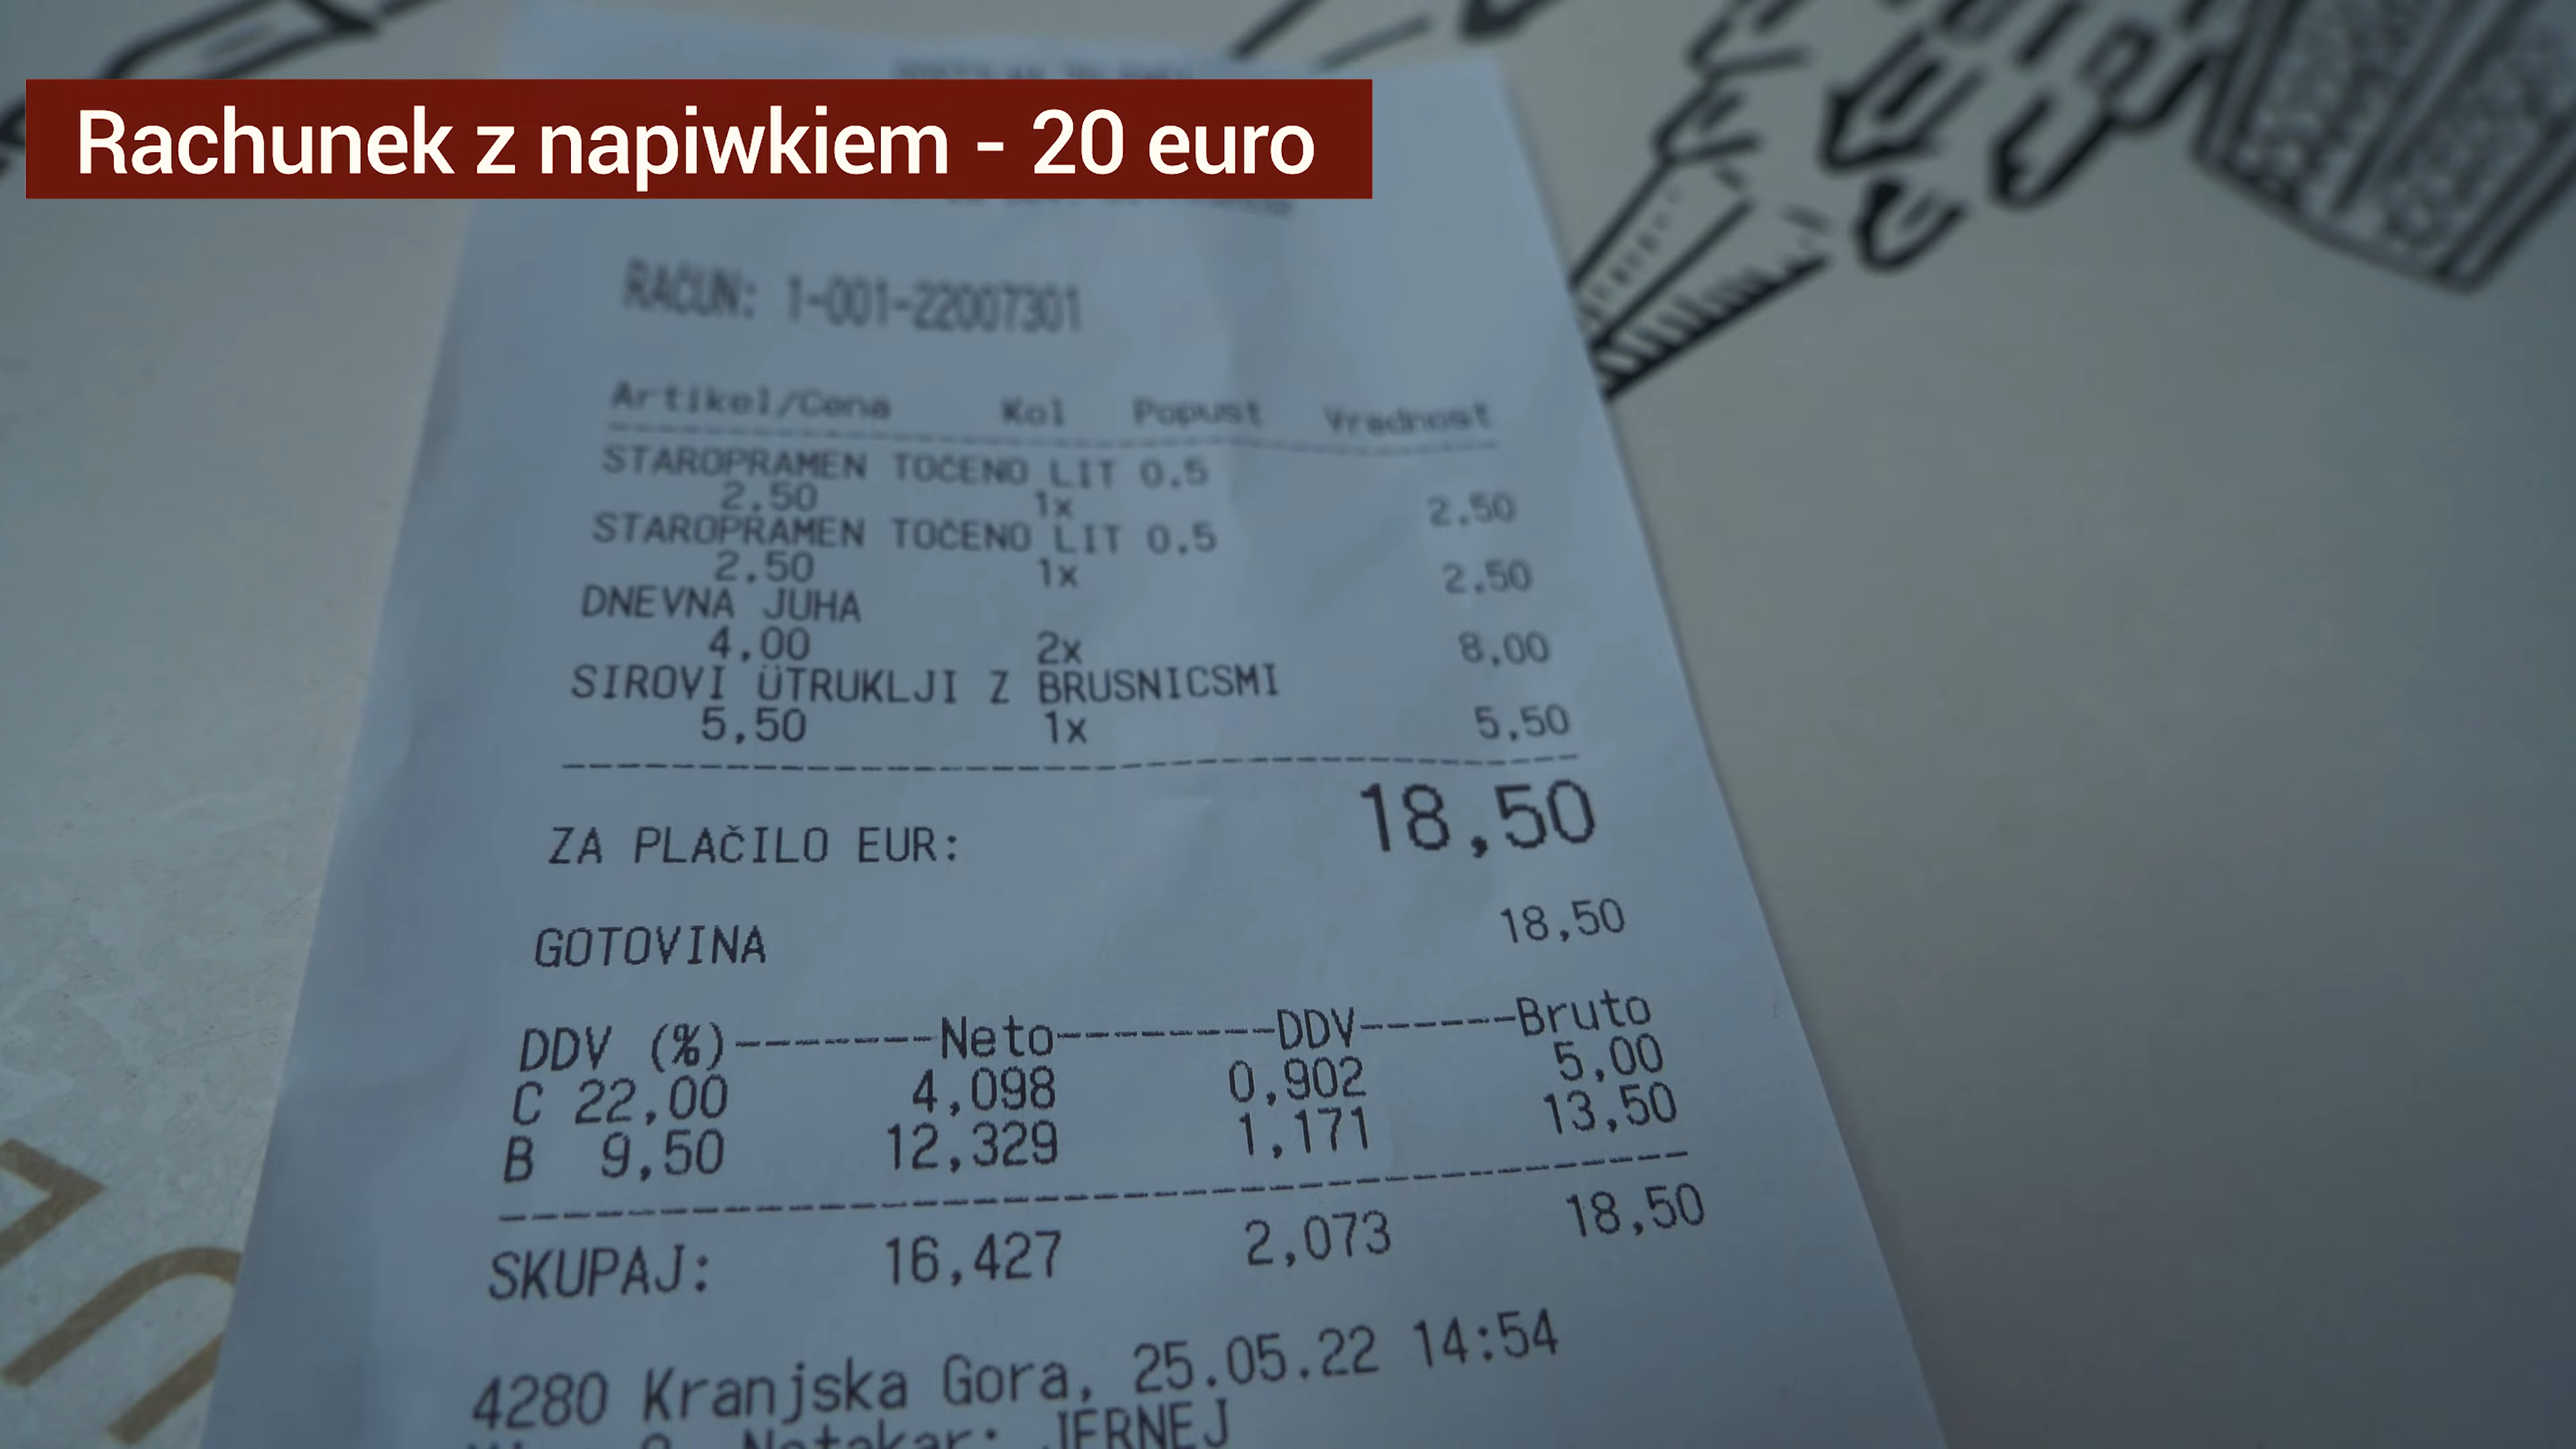 Rachunek z napiwkiem - 20 euro
RAČUN: 1-001-22007301
Artikel/Cena Kol Popust Vrednost
STAROPRAMEN TOČENO LIT 0.5
2,50 1x 2,50
STAROPRAMEN TOČENO LIT 0.5
2,50 1x 2,50
DNEVNA JUHA
4,00 2x 8,00
SIROVI ÜTRUKLJI Z BRUSNICSMI
5,50 1x 5,50
ZA PLAČILO EUR: 18,50
GOTOVINA 18,50
DDV (%)--------Neto---------DDV------Bruto
C 22,00 4,098 0,902 5,00
B 9,50 12,329 1,171 13,50
SKUPAJ: 16,427 2,073 18,50
4280 Kranjska Gora, 25.05.22 14:54
Natakar: JERNEJ